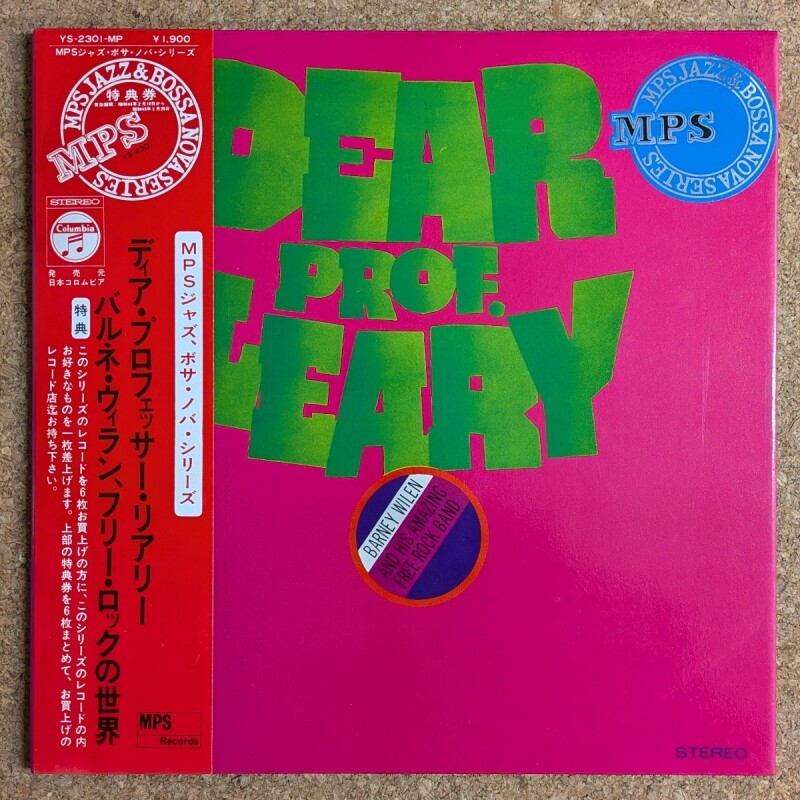 YS-2301-MP ￥1,900
MPSジャズ・ボサ・ノバ・シリーズ
MPS JAZZ & BOSSA NOVA SERIES
特典券
MPS
YS-2301
STEREO
Columbia
発売元
日本コロムビア
MPSジャズ、ボサ・ノバ・シリーズ
ディア・プロフェッサー・リアリー
バルネ・ウィラン、フリー・ロックの世界
特典
このシリーズのレコードを6枚お買上げの方に、このシリーズのレコードの内
お好きなものを一枚差上げます。上部の特典券を6枚まとめて、お買上げの
レコード店迄お持ち下さい。
MPS
Records
DEAR
PROF.
LEARY
MPS JAZZ & BOSSA NOVA SERIES
MPS
BARNEY WILEN
AND HIS AMAZING
FREE ROCK BAND
STEREO